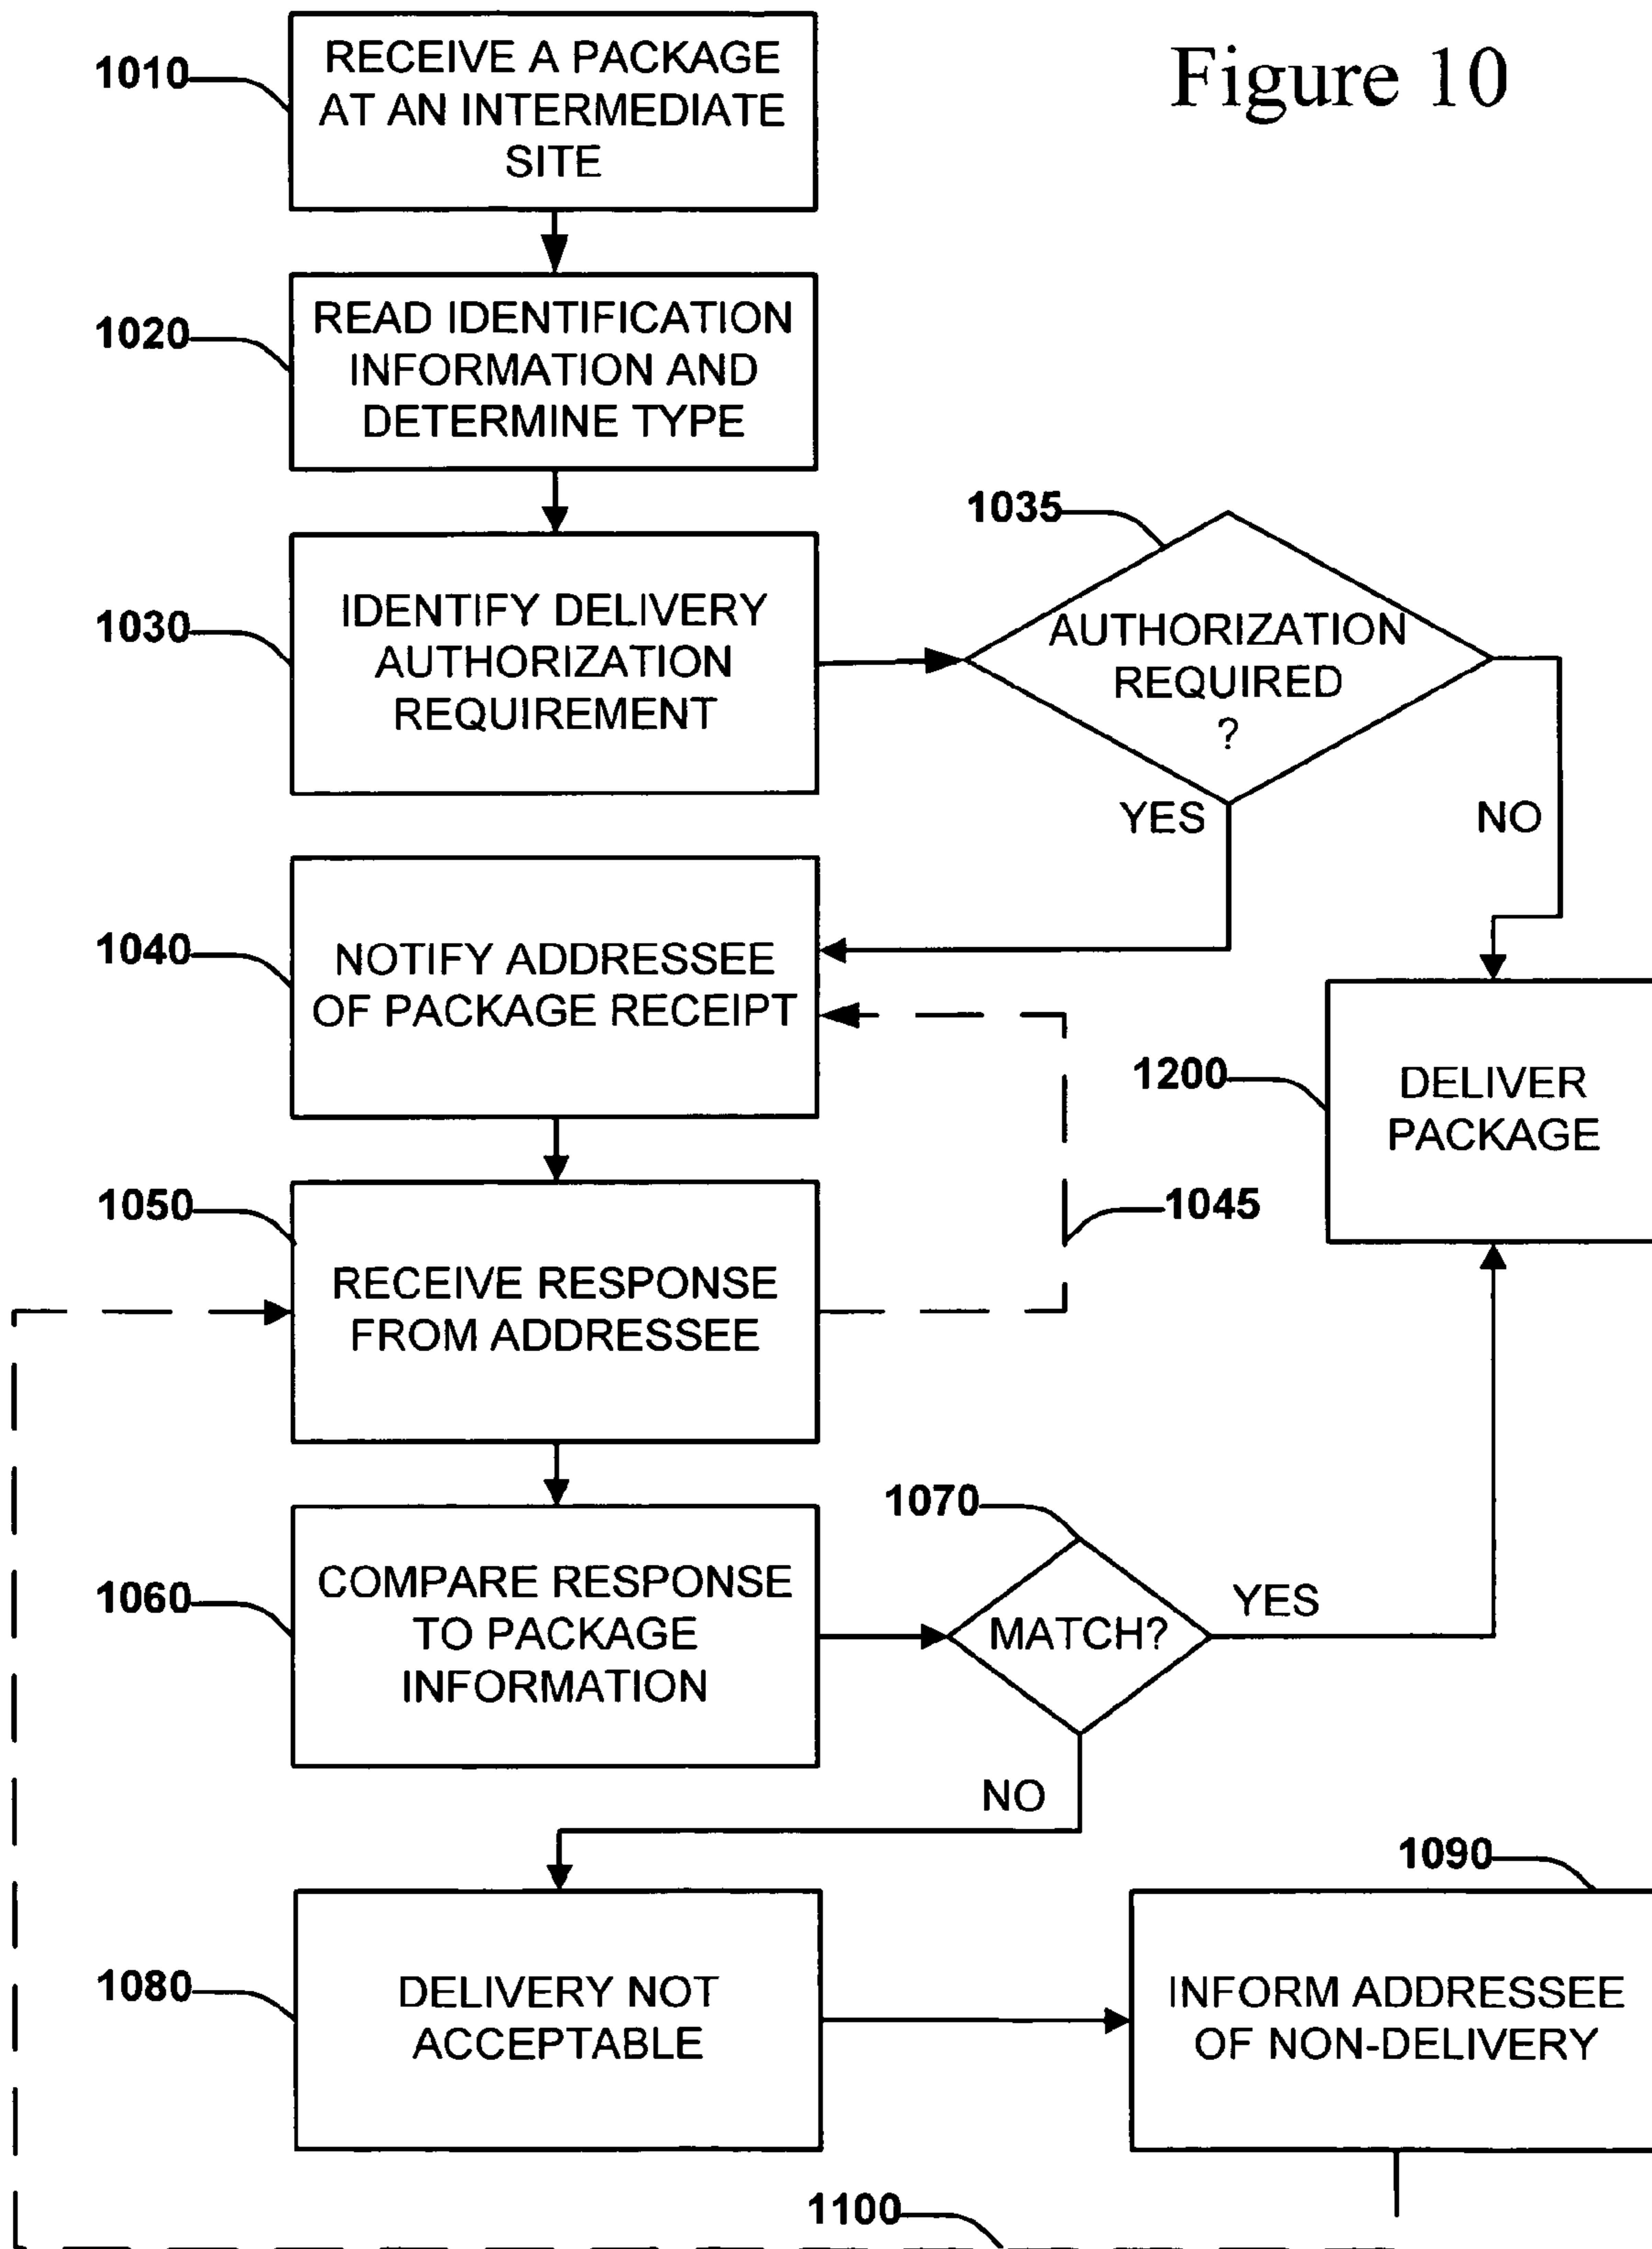 Figure 10
1010
RECEIVE A PACKAGE
AT AN INTERMEDIATE
SITE
1020
READ IDENTIFICATION
INFORMATION AND
DETERMINE TYPE
1030
IDENTIFY DELIVERY
AUTHORIZATION
REQUIREMENT
1035
AUTHORIZATION
REQUIRED
?
YES
NO
1040
NOTIFY ADDRESSEE
OF PACKAGE RECEIPT
1200
DELIVER
PACKAGE
1045
1050
RECEIVE RESPONSE
FROM ADDRESSEE
1060
COMPARE RESPONSE
TO PACKAGE
INFORMATION
1070
MATCH?
YES
NO
1080
DELIVERY NOT
ACCEPTABLE
1090
INFORM ADDRESSEE
OF NON-DELIVERY
1100